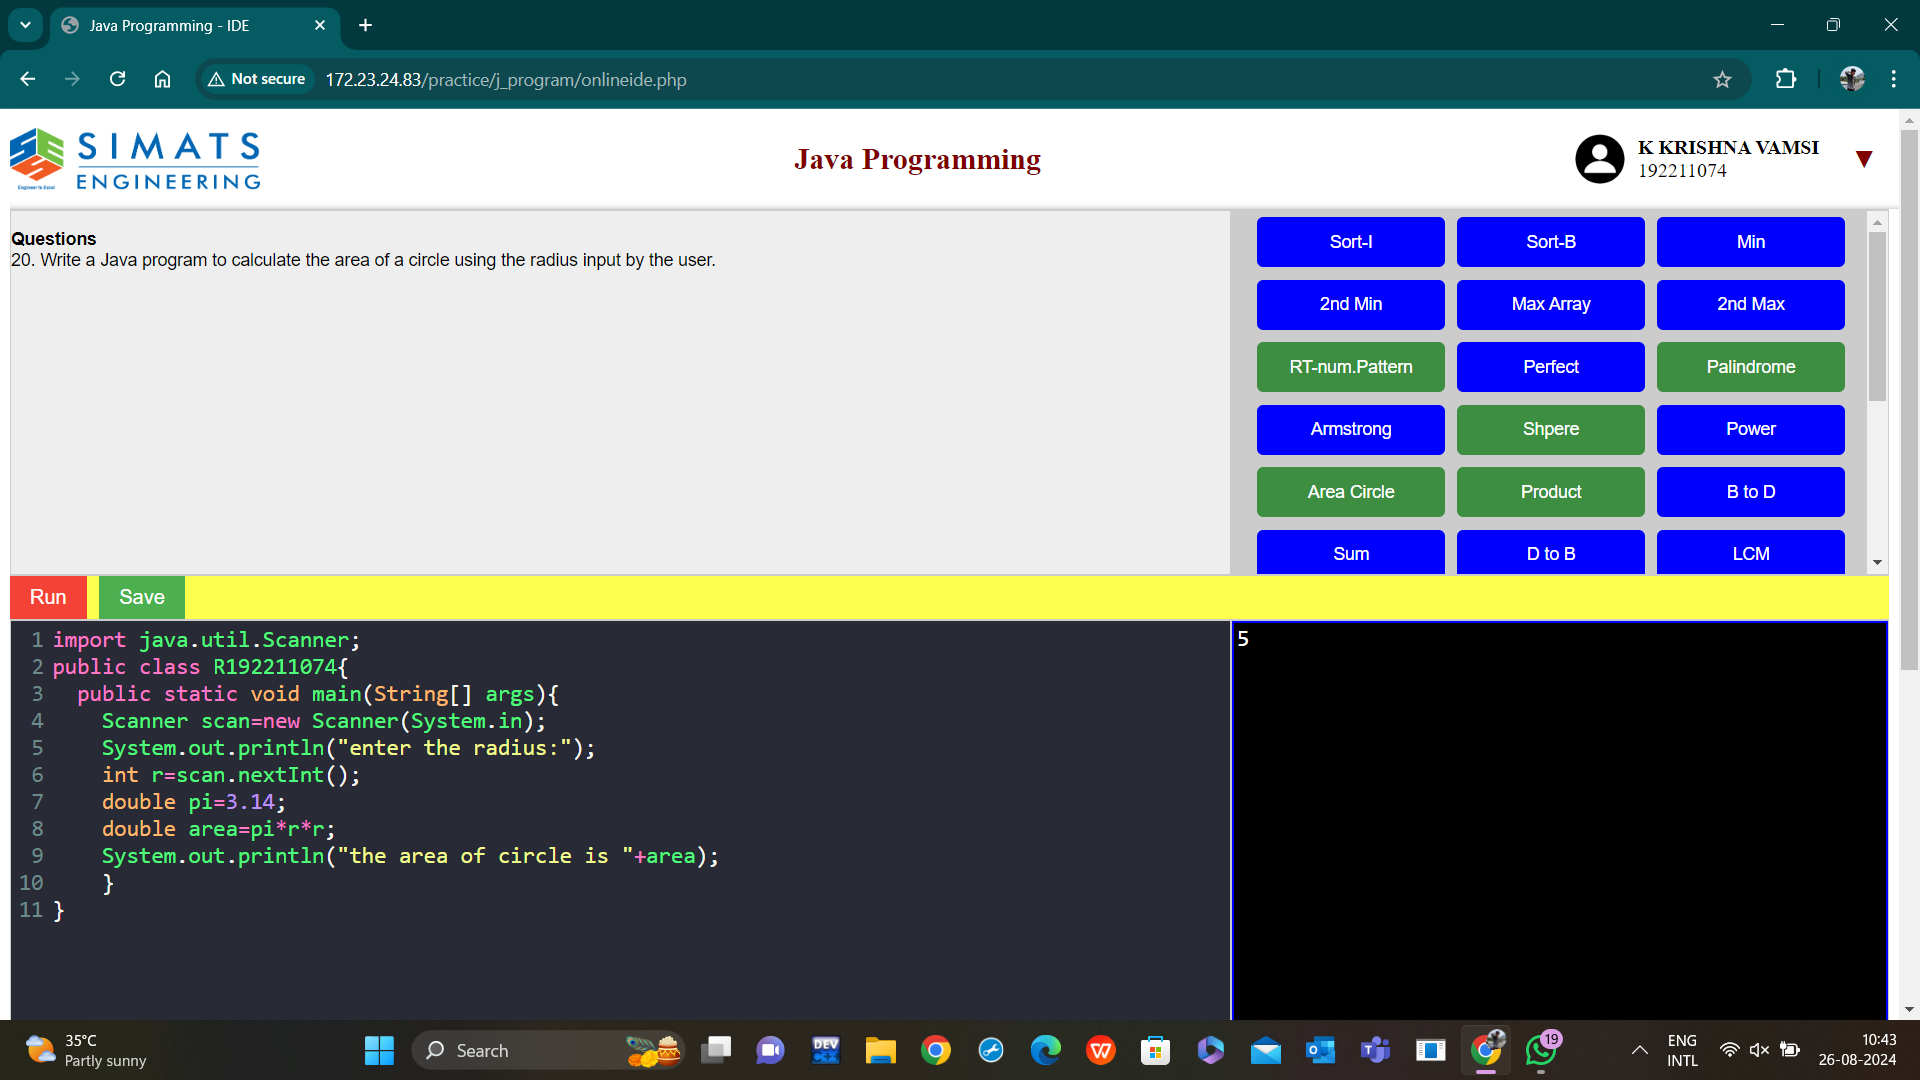 Java Programming - IDE
Not secure
172.23.24.83/practice/j_program/onlineide.php
SIMATS
ENGINEERING
Engineer to Excel
Java Programming
K KRISHNA VAMSI
192211074
Questions
20. Write a Java program to calculate the area of a circle using the radius input by the user.
Sort-I
Sort-B
Min
2nd Min
Max Array
2nd Max
RT-num.Pattern
Perfect
Palindrome
Armstrong
Shpere
Power
Area Circle
Product
B to D
Sum
D to B
LCM
Run
Save
1 import java.util.Scanner;
2 public class R192211074{
3 public static void main(String[] args){
4 Scanner scan=new Scanner(System.in);
5 System.out.println("enter the radius:");
6 int r=scan.nextInt();
7 double pi=3.14;
8 double area=pi*r*r;
9 System.out.println("the area of circle is "+area);
10 }
11 }
5
35°C
Partly sunny
Search
DEV
C++
19
ENG
INTL
10:43
26-08-2024